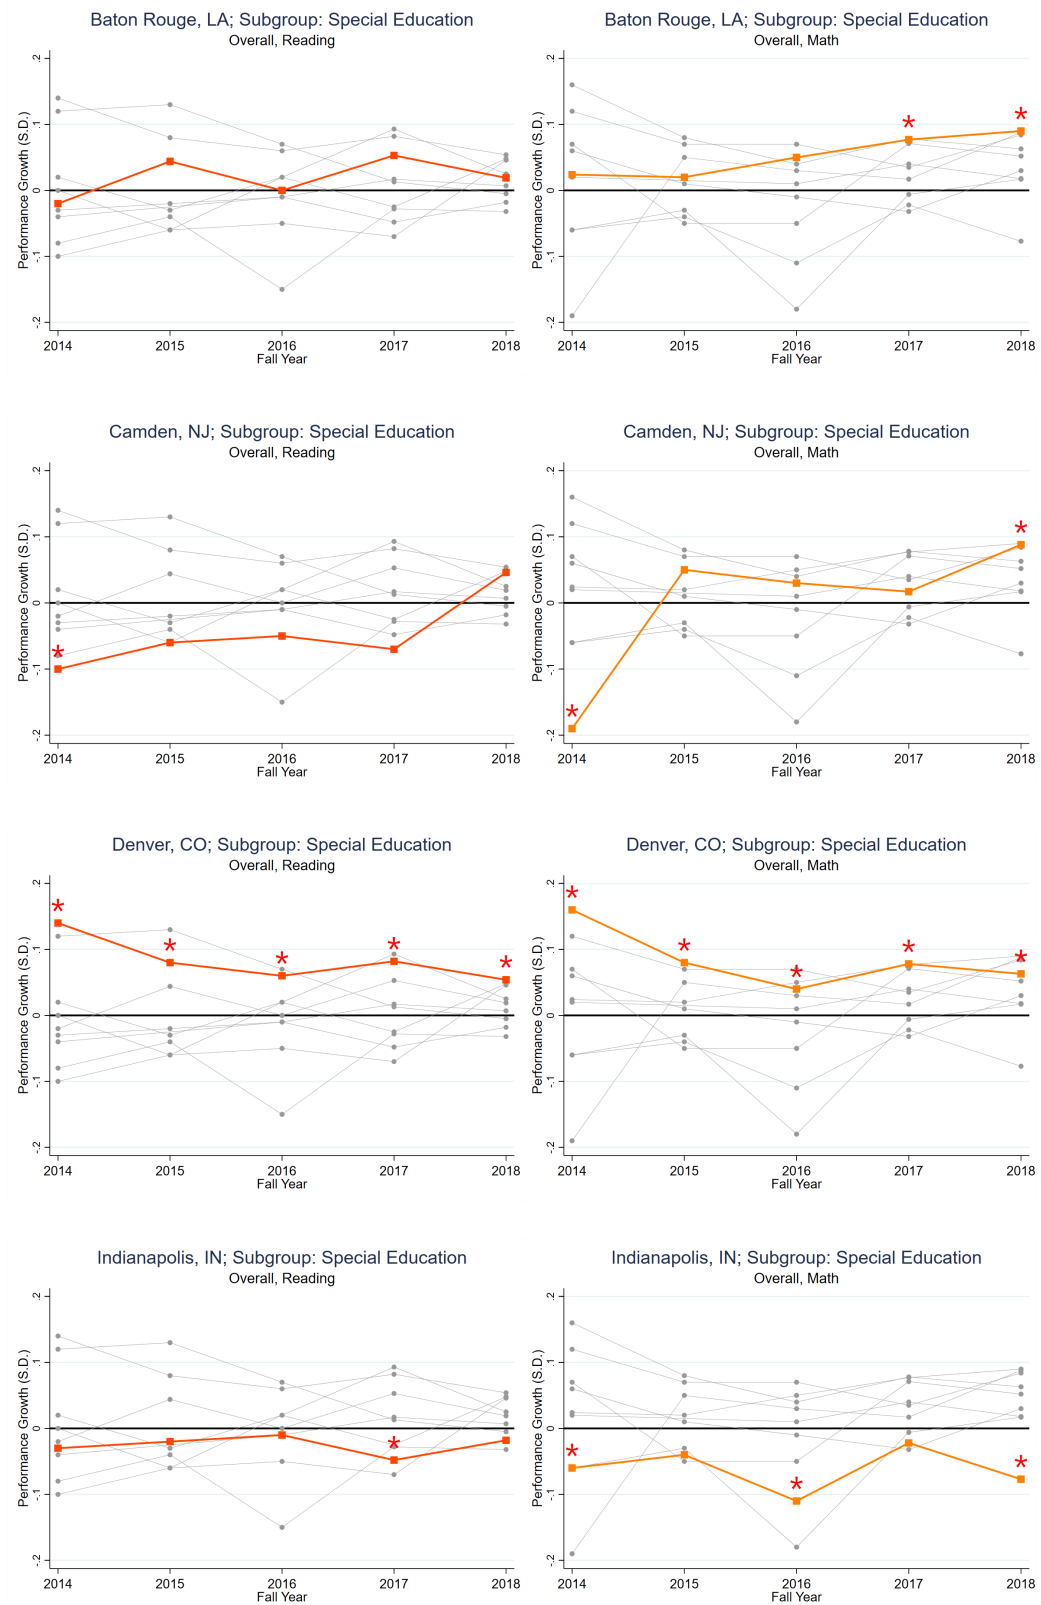 Baton Rouge, LA; Subgroup: Special Education
Overall, Reading
Performance Growth (S.D.)
.2
.1
0
-.1
-.2
2014 2015 2016 2017 2018
Fall Year
Baton Rouge, LA; Subgroup: Special Education
Overall, Math
Performance Growth (S.D.)
.2
.1
0
-.1
-.2
*
*
2014 2015 2016 2017 2018
Fall Year
Camden, NJ; Subgroup: Special Education
Overall, Reading
Performance Growth (S.D.)
.2
.1
0
-.1
-.2
*
2014 2015 2016 2017 2018
Fall Year
Camden, NJ; Subgroup: Special Education
Overall, Math
Performance Growth (S.D.)
.2
.1
0
-.1
-.2
*
*
2014 2015 2016 2017 2018
Fall Year
Denver, CO; Subgroup: Special Education
Overall, Reading
Performance Growth (S.D.)
.2
.1
0
-.1
-.2
* * * * *
2014 2015 2016 2017 2018
Fall Year
Denver, CO; Subgroup: Special Education
Overall, Math
Performance Growth (S.D.)
.2
.1
0
-.1
-.2
* * * * *
2014 2015 2016 2017 2018
Fall Year
Indianapolis, IN; Subgroup: Special Education
Overall, Reading
Performance Growth (S.D.)
.2
.1
0
-.1
-.2
*
2014 2015 2016 2017 2018
Fall Year
Indianapolis, IN; Subgroup: Special Education
Overall, Math
Performance Growth (S.D.)
.2
.1
0
-.1
-.2
* * *
2014 2015 2016 2017 2018
Fall Year